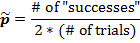 p̃ = # of "successes" / 2 * (# of trials)